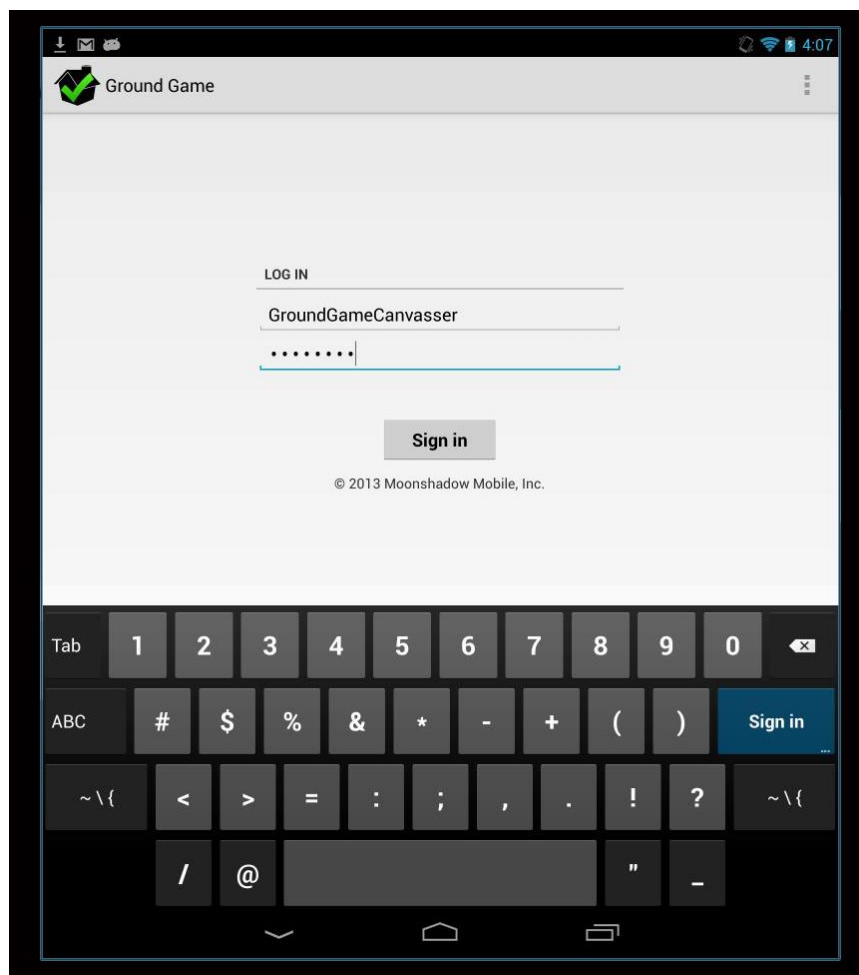 4:07
Ground Game
LOG IN
GroundGameCanvasser
••••••••
Sign in
© 2013 Moonshadow Mobile, Inc.
Tab 1 2 3 4 5 6 7 8 9 0
ABC # $ % & * - + ( ) Sign in ...
~ \ { < > = : ; , . ! ? ~ \ {
/ @ " _